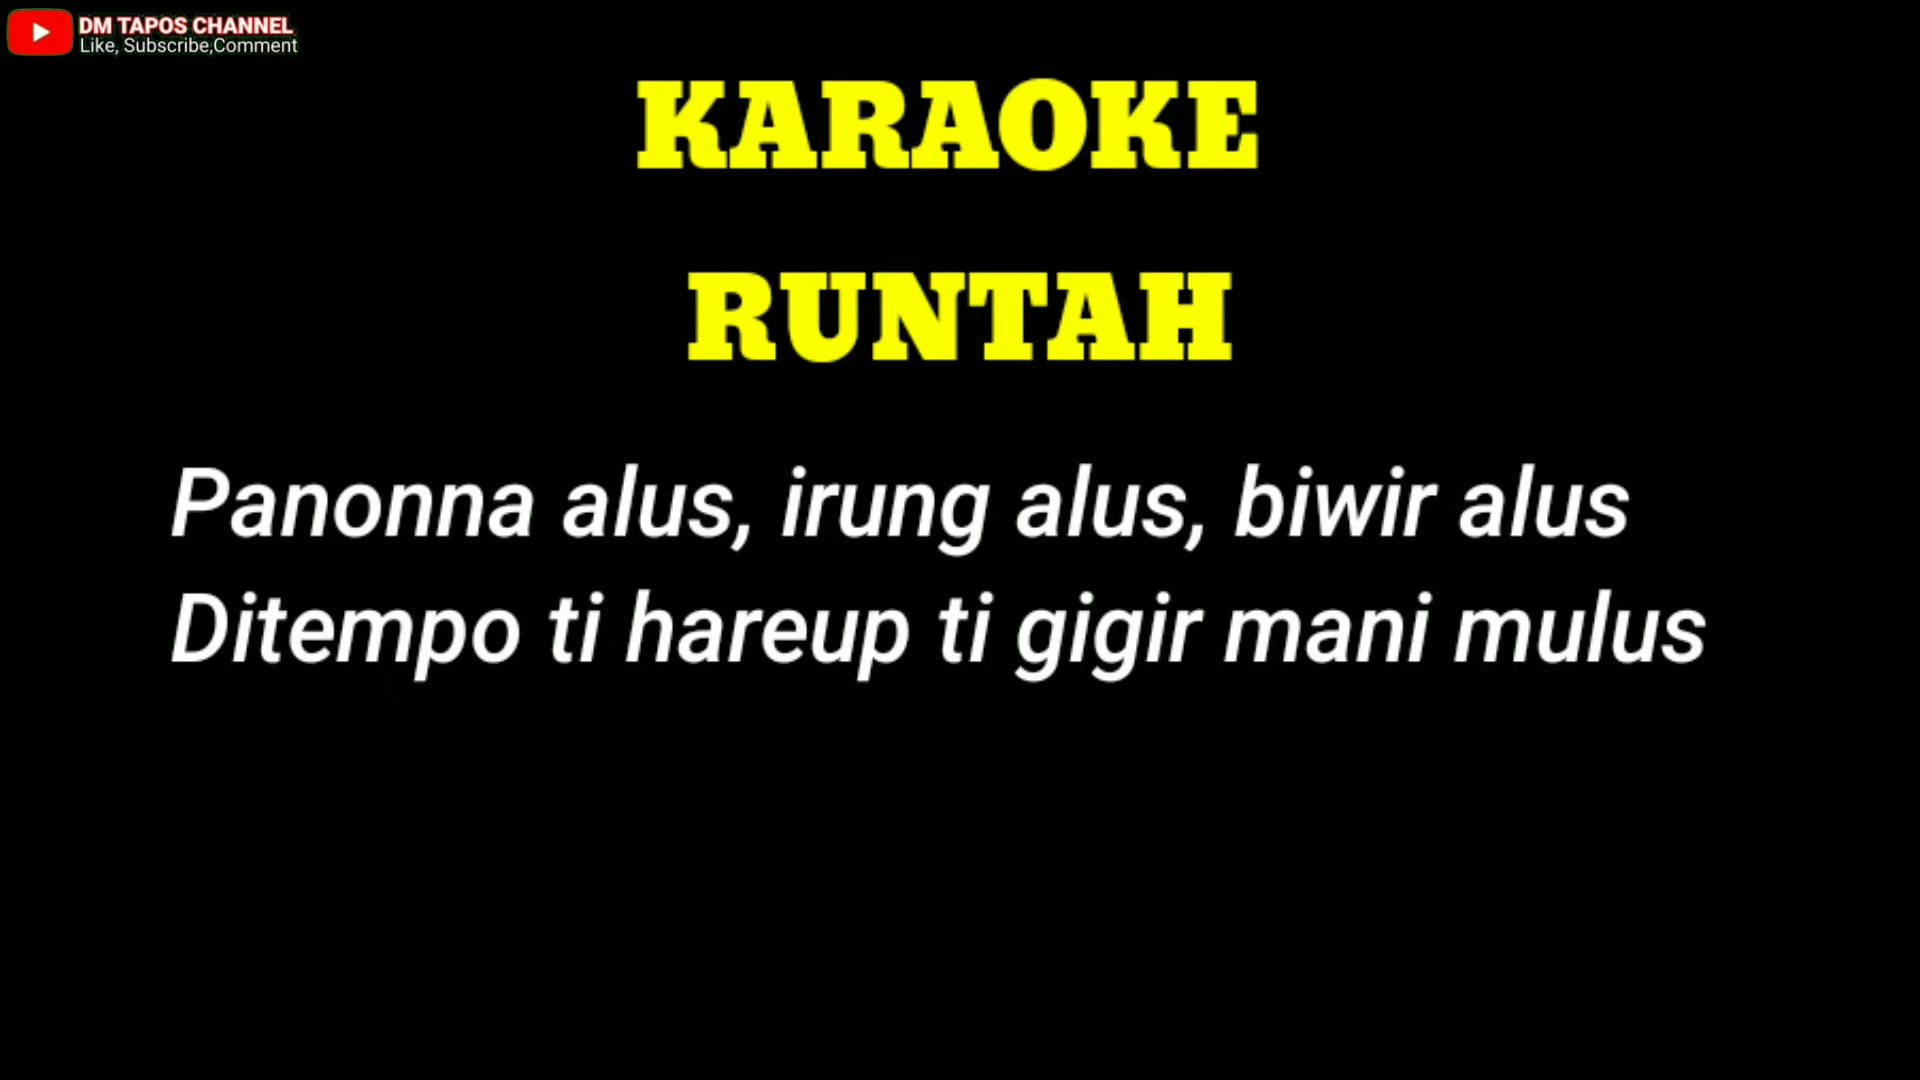 DM TAPOS CHANNEL
Like, Subscribe,Comment
KARAOKE
RUNTAH
Panonna alus, irung alus, biwir alus
Ditempo ti hareup ti gigir mani mulus